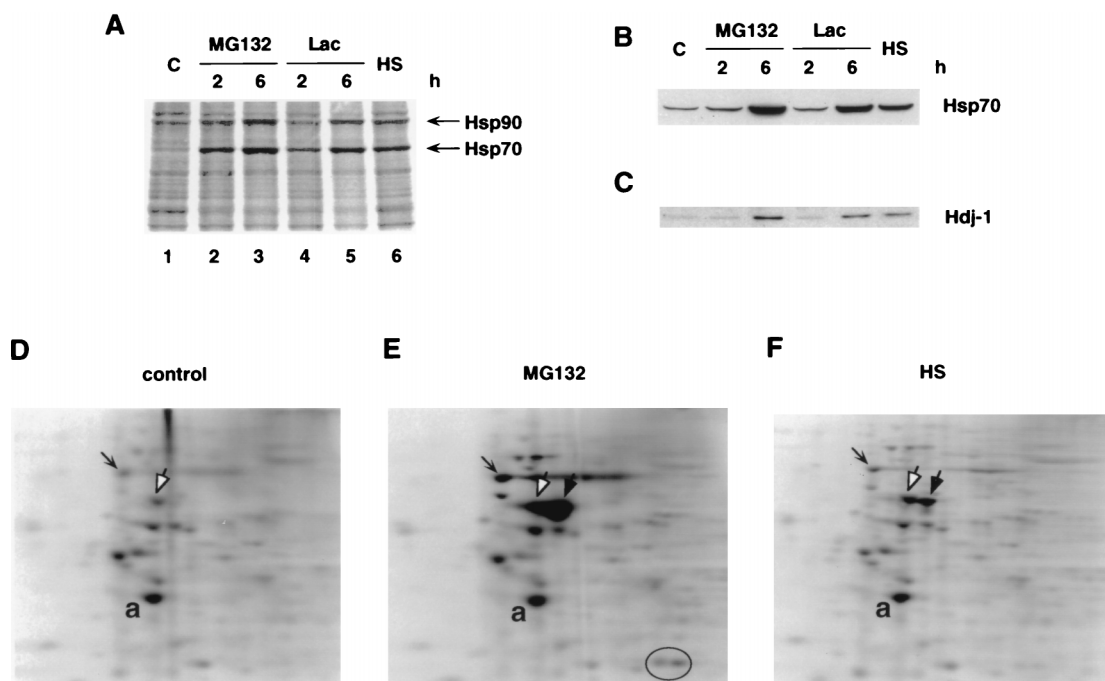 A
MG132 Lac
C 2 6 2 6 HS h
Hsp90
Hsp70
1 2 3 4 5 6
B
MG132 Lac
C 2 6 2 6 HS h
Hsp70
C
Hdj-1
D
control
a
E
MG132
a
F
HS
a